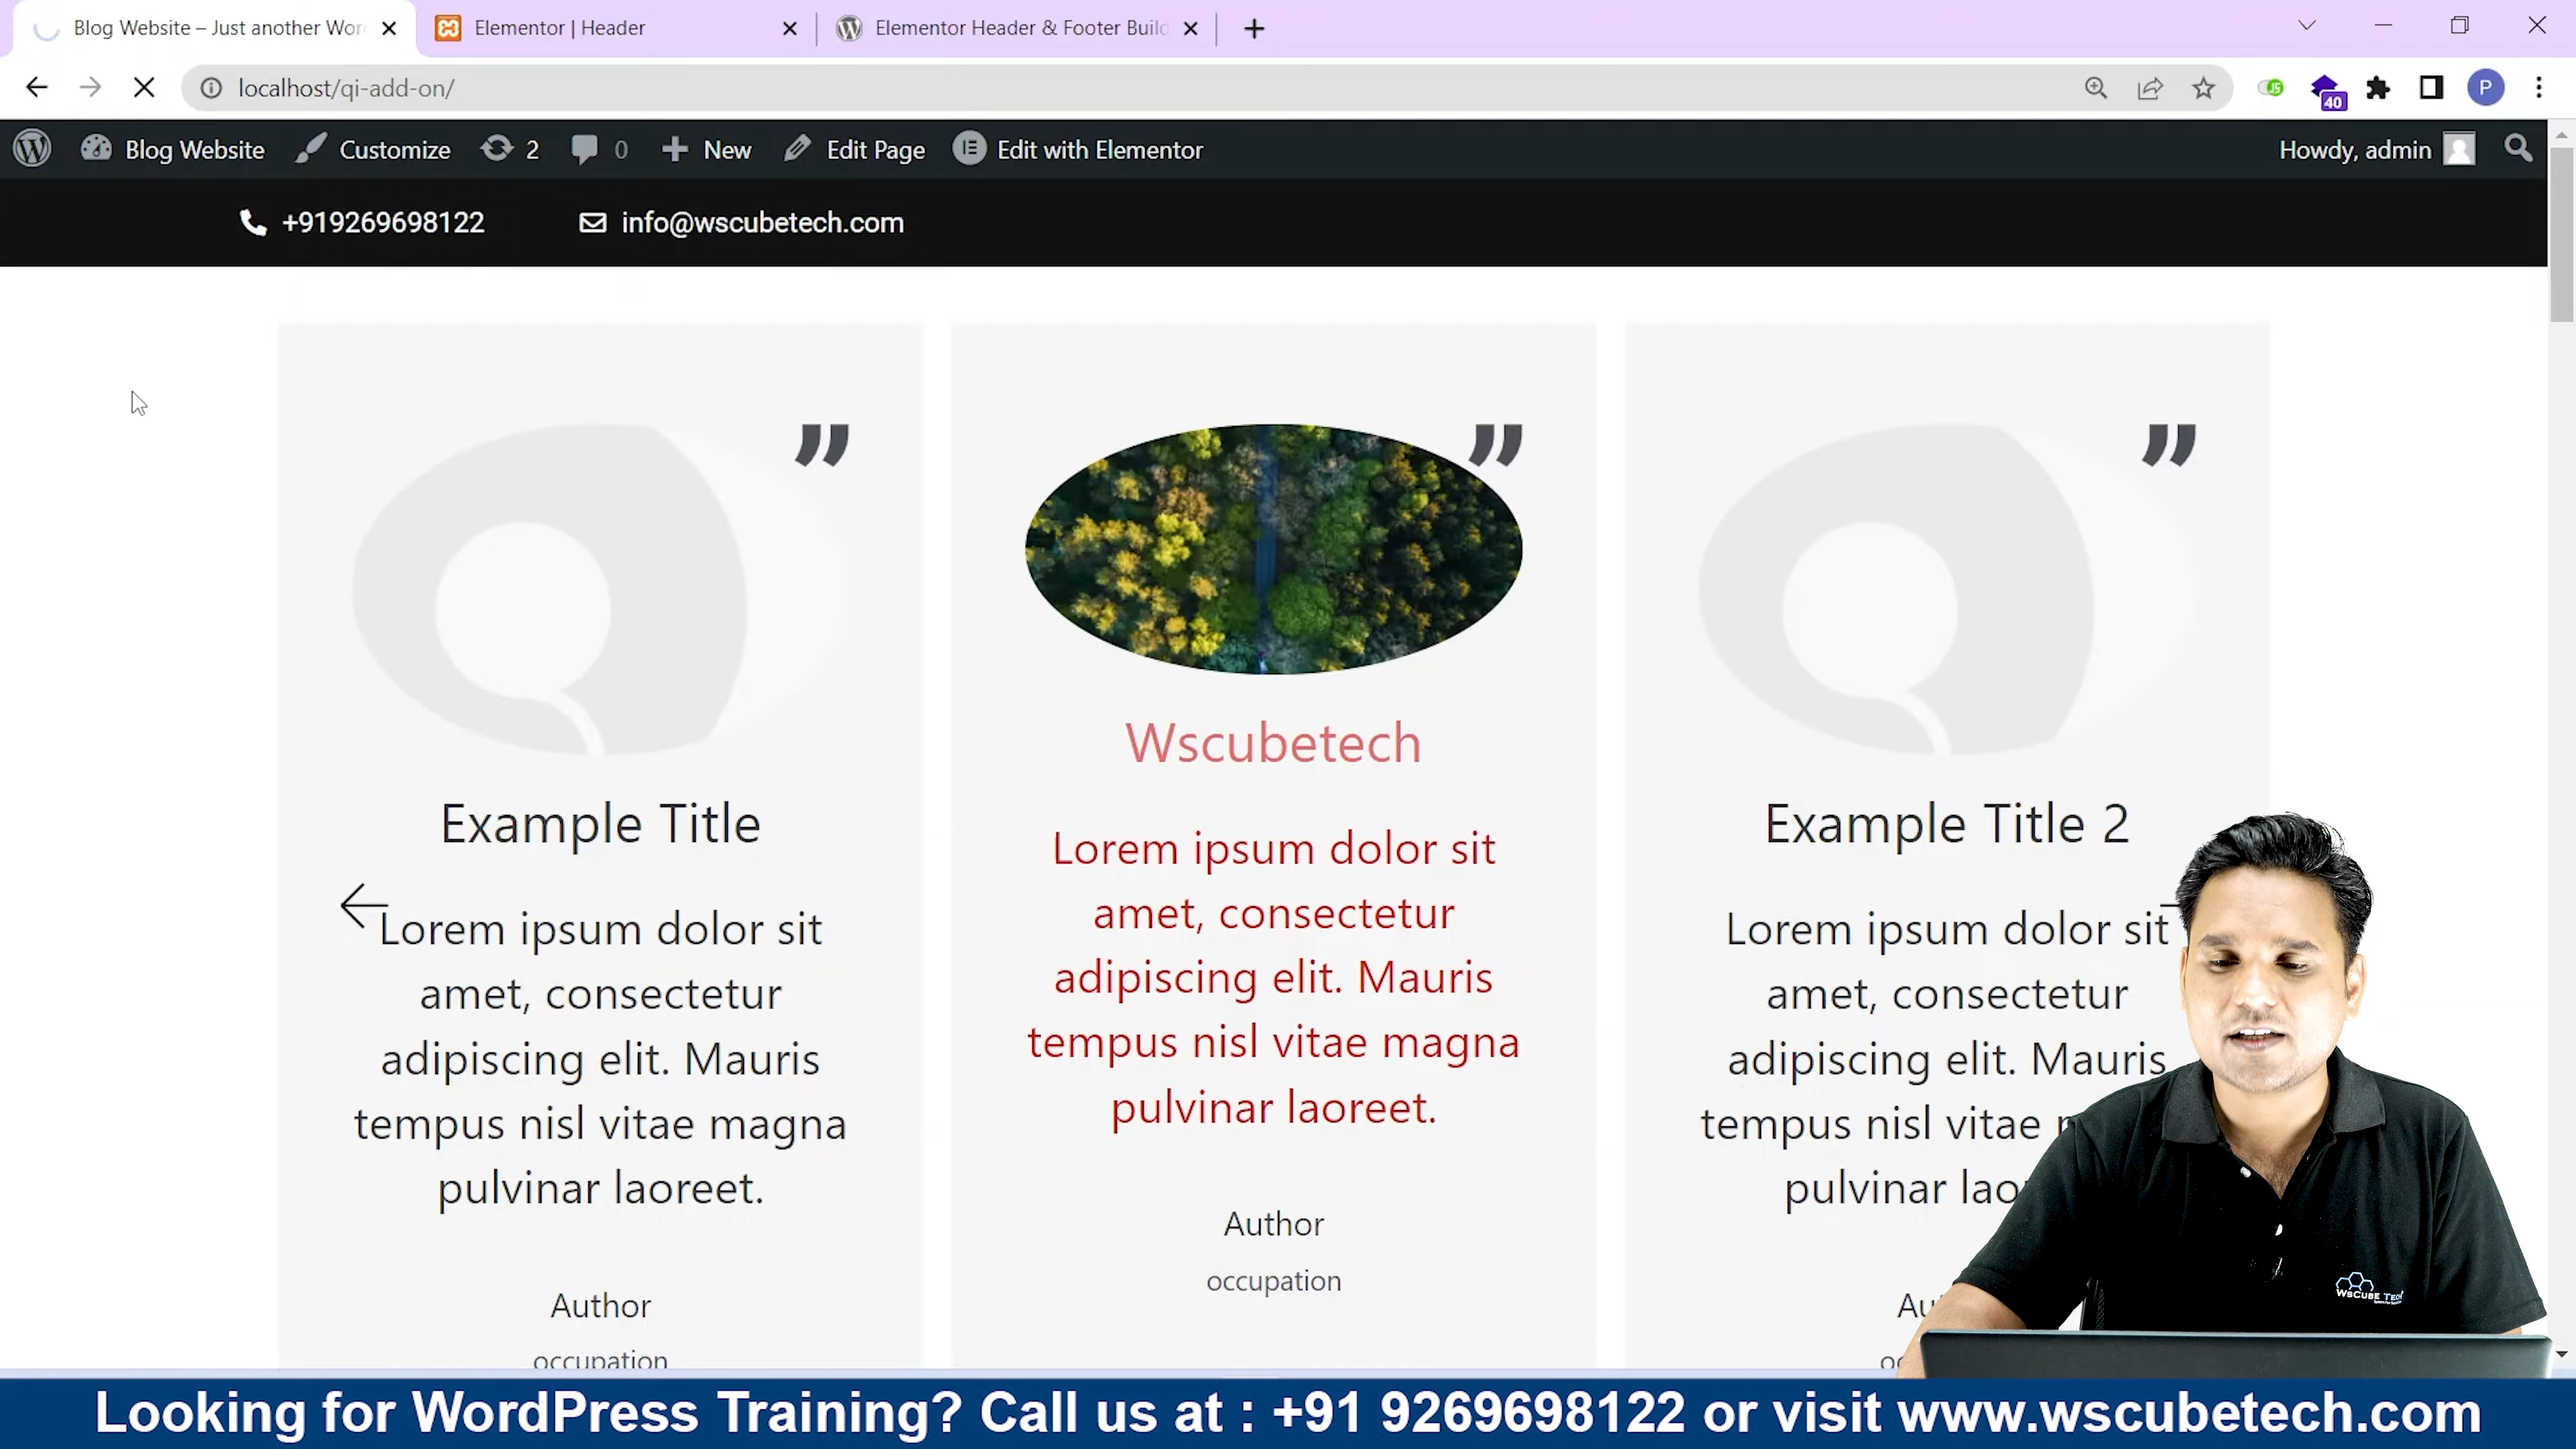 Blog Website – Just another Wor
Elementor | Header
Elementor Header & Footer Build
localhost/qi-add-on/
JS
40
P
Blog Website
Customize
2
0
New
Edit Page
Edit with Elementor
Howdy, admin
+919269698122
info@wscubetech.com
”
Example Title
Lorem ipsum dolor sit
amet, consectetur
adipiscing elit. Mauris
tempus nisl vitae magna
pulvinar laoreet.
Author
occupation
”
Wscubetech
Lorem ipsum dolor sit
amet, consectetur
adipiscing elit. Mauris
tempus nisl vitae magna
pulvinar laoreet.
Author
occupation
”
Example Title 2
Lorem ipsum dolor sit
amet, consectetur
adipiscing elit. Mauris
tempus nisl vitae
pulvinar lao
Au
WsCube Tech
Looking for WordPress Training? Call us at : +91 9269698122 or visit www.wscubetech.com